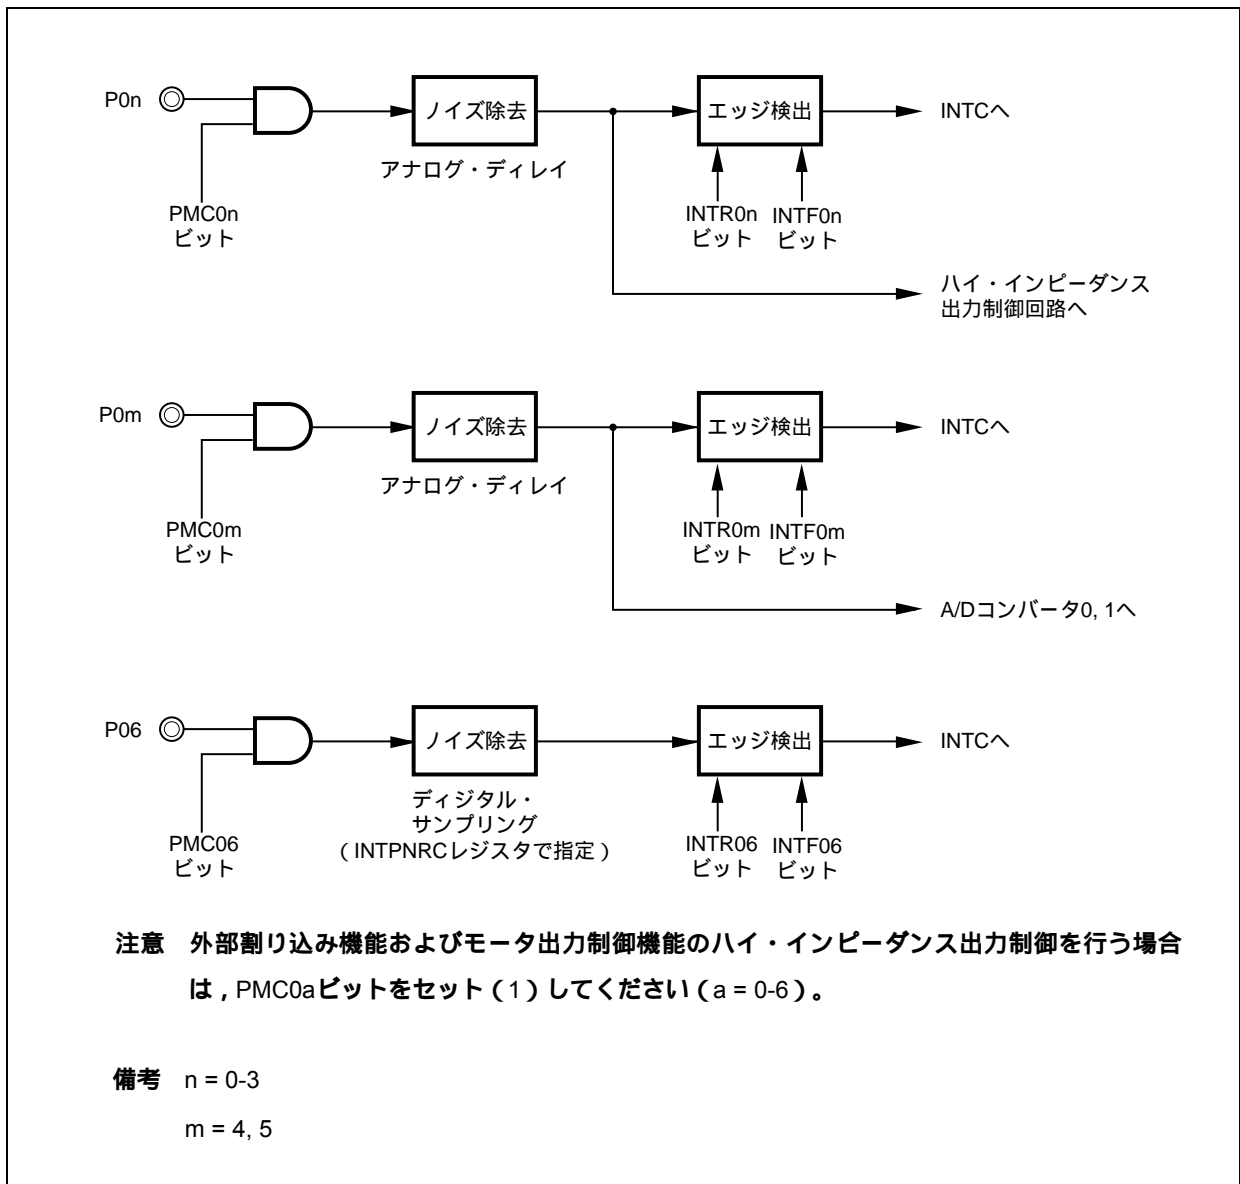 P0n
ノイズ除去
エッジ検出
INTCへ
アナログ・ディレイ
PMC0n
ビット
INTR0n
ビット
INTF0n
ビット
ハイ・インピーダンス
出力制御回路へ
P0m
ノイズ除去
エッジ検出
INTCへ
アナログ・ディレイ
PMC0m
ビット
INTR0m
ビット
INTF0m
ビット
A/Dコンバータ0, 1へ
P06
ノイズ除去
エッジ検出
INTCへ
ディジタル・
サンプリング
（INTPNRCレジスタで指定）
PMC06
ビット
INTR06
ビット
INTF06
ビット
注意 外部割り込み機能およびモータ出力制御機能のハイ・インピーダンス出力制御を行う場合
は，PMC0aビットをセット（1）してください（a = 0-6）。
備考 n = 0-3
m = 4, 5